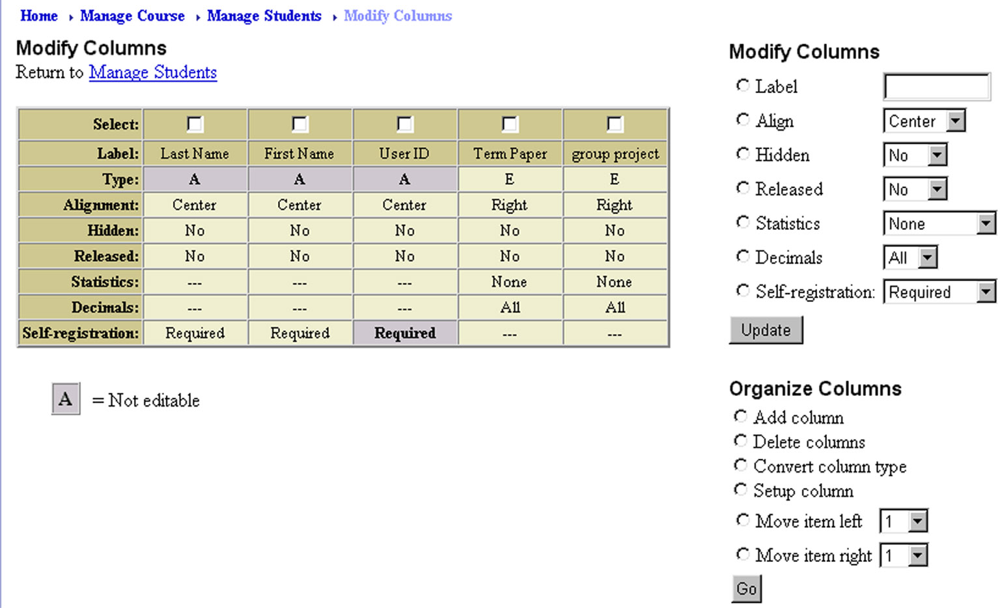 Home Manage Course Manage Students Modify Columns
Modify Columns
Return to Manage Students
Select:
Label: Last Name First Name User ID Term Paper group project
Type: A A A E E
Alignment: Center Center Center Right Right
Hidden: No No No No No
Released: No No No No No
Statistics: --- --- --- None None
Decimals: --- --- --- All All
Self-registration: Required Required Required --- ---
A = Not editable
Modify Columns
Label
Align Center
Hidden No
Released No
Statistics None
Decimals All
Self-registration: Required
Update
Organize Columns
Add column
Delete columns
Convert column type
Setup column
Move item left 1
Move item right 1
Go